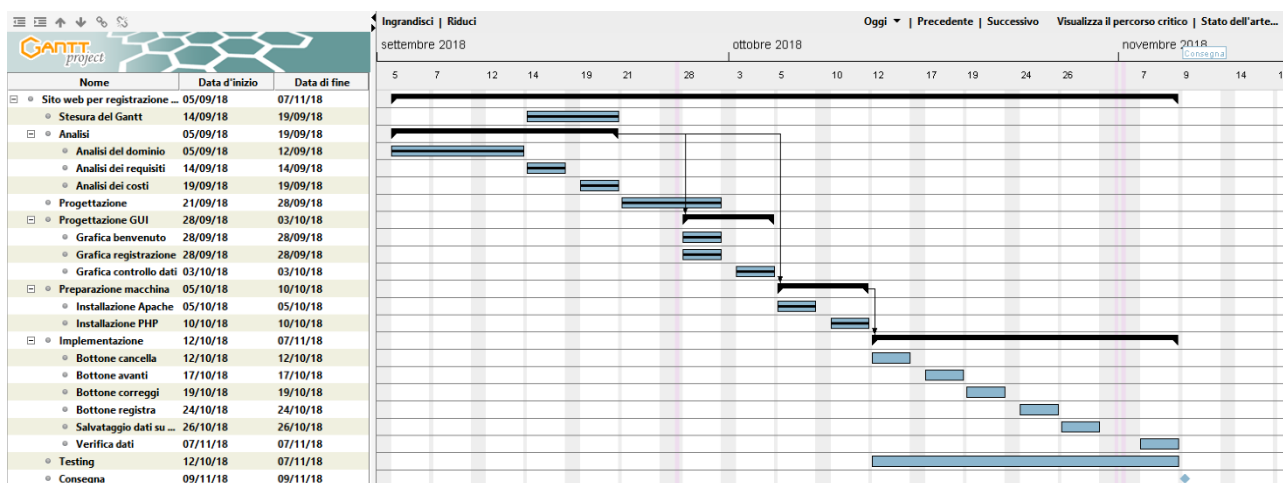 Ingrandisci | Riduci
Oggi ▼ | Precedente | Successivo Visualizza il percorso critico | Stato dell'arte...
GANTT project
settembre 2018 ottobre 2018 novembre 2018
Consegna
Nome Data d'inizio Data di fine
5 7 12 14 19 21 28 3 5 10 12 17 19 24 26 7 9 14 1
Sito web per registrazione ... 05/09/18 07/11/18
Stesura del Gantt 14/09/18 19/09/18
Analisi 05/09/18 19/09/18
Analisi del dominio 05/09/18 12/09/18
Analisi dei requisiti 14/09/18 14/09/18
Analisi dei costi 19/09/18 19/09/18
Progettazione 21/09/18 28/09/18
Progettazione GUI 28/09/18 03/10/18
Grafica benvenuto 28/09/18 28/09/18
Grafica registrazione 28/09/18 28/09/18
Grafica controllo dati 03/10/18 03/10/18
Preparazione macchina 05/10/18 10/10/18
Installazione Apache 05/10/18 05/10/18
Installazione PHP 10/10/18 10/10/18
Implementazione 12/10/18 07/11/18
Bottone cancella 12/10/18 12/10/18
Bottone avanti 17/10/18 17/10/18
Bottone correggi 19/10/18 19/10/18
Bottone registra 24/10/18 24/10/18
Salvataggio dati su ... 26/10/18 26/10/18
Verifica dati 07/11/18 07/11/18
Testing 12/10/18 07/11/18
Consegna 09/11/18 09/11/18